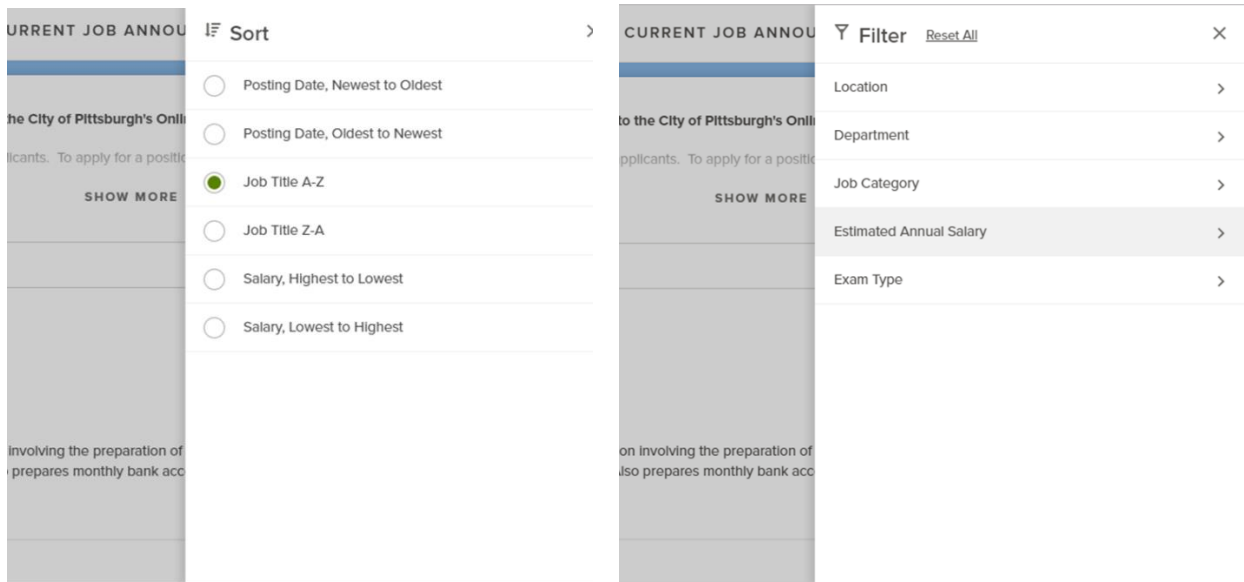 URRENT JOB ANNOU
Sort
Posting Date, Newest to Oldest
the City of Pittsburgh's Onli
Posting Date, Oldest to Newest
licants. To apply for a positio
Job Title A-Z
SHOW MORE
Job Title Z-A
Salary, Highest to Lowest
Salary, Lowest to Highest
involving the preparation of
prepares monthly bank acc
CURRENT JOB ANNOU
Filter Reset All
Location
to the City of Pittsburgh's Onli
Department
pplicants. To apply for a positio
Job Category
SHOW MORE
Estimated Annual Salary
Exam Type
on involving the preparation of
lso prepares monthly bank acc